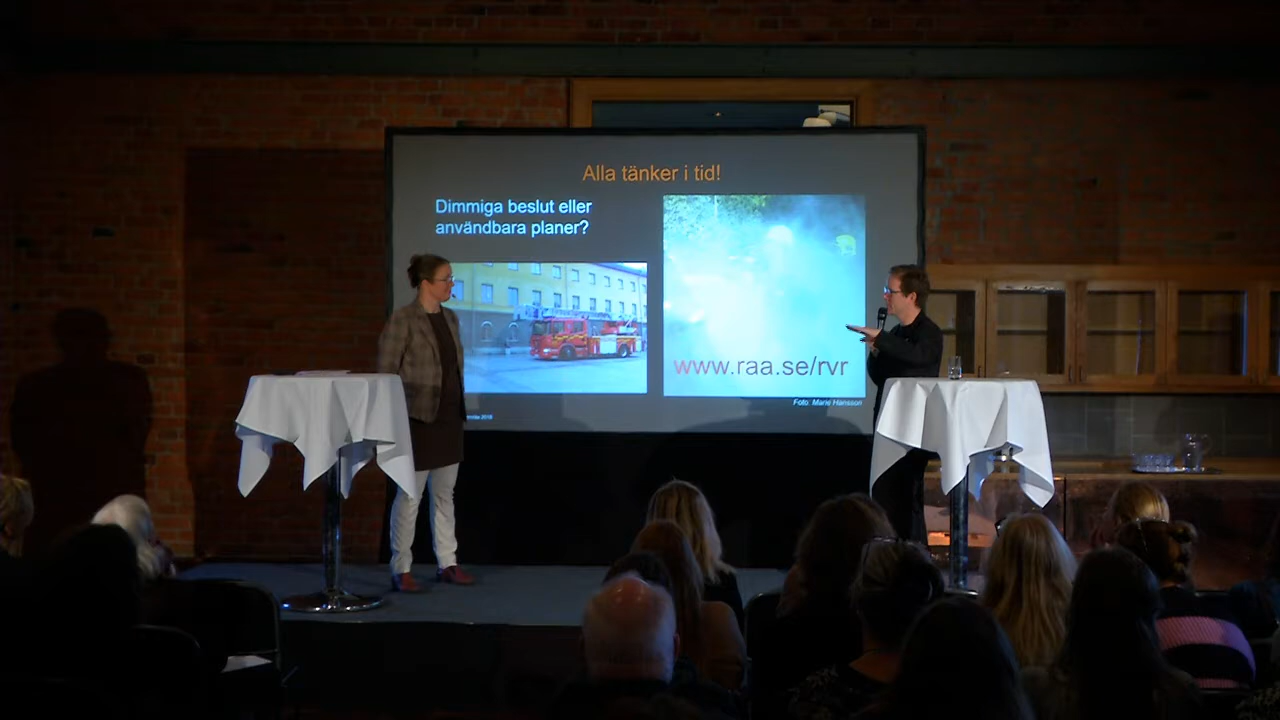 Alla tänker i tid!
Dimmiga beslut eller
användbara planer?
www.raa.se/rvr
Foto: Marie Hansson